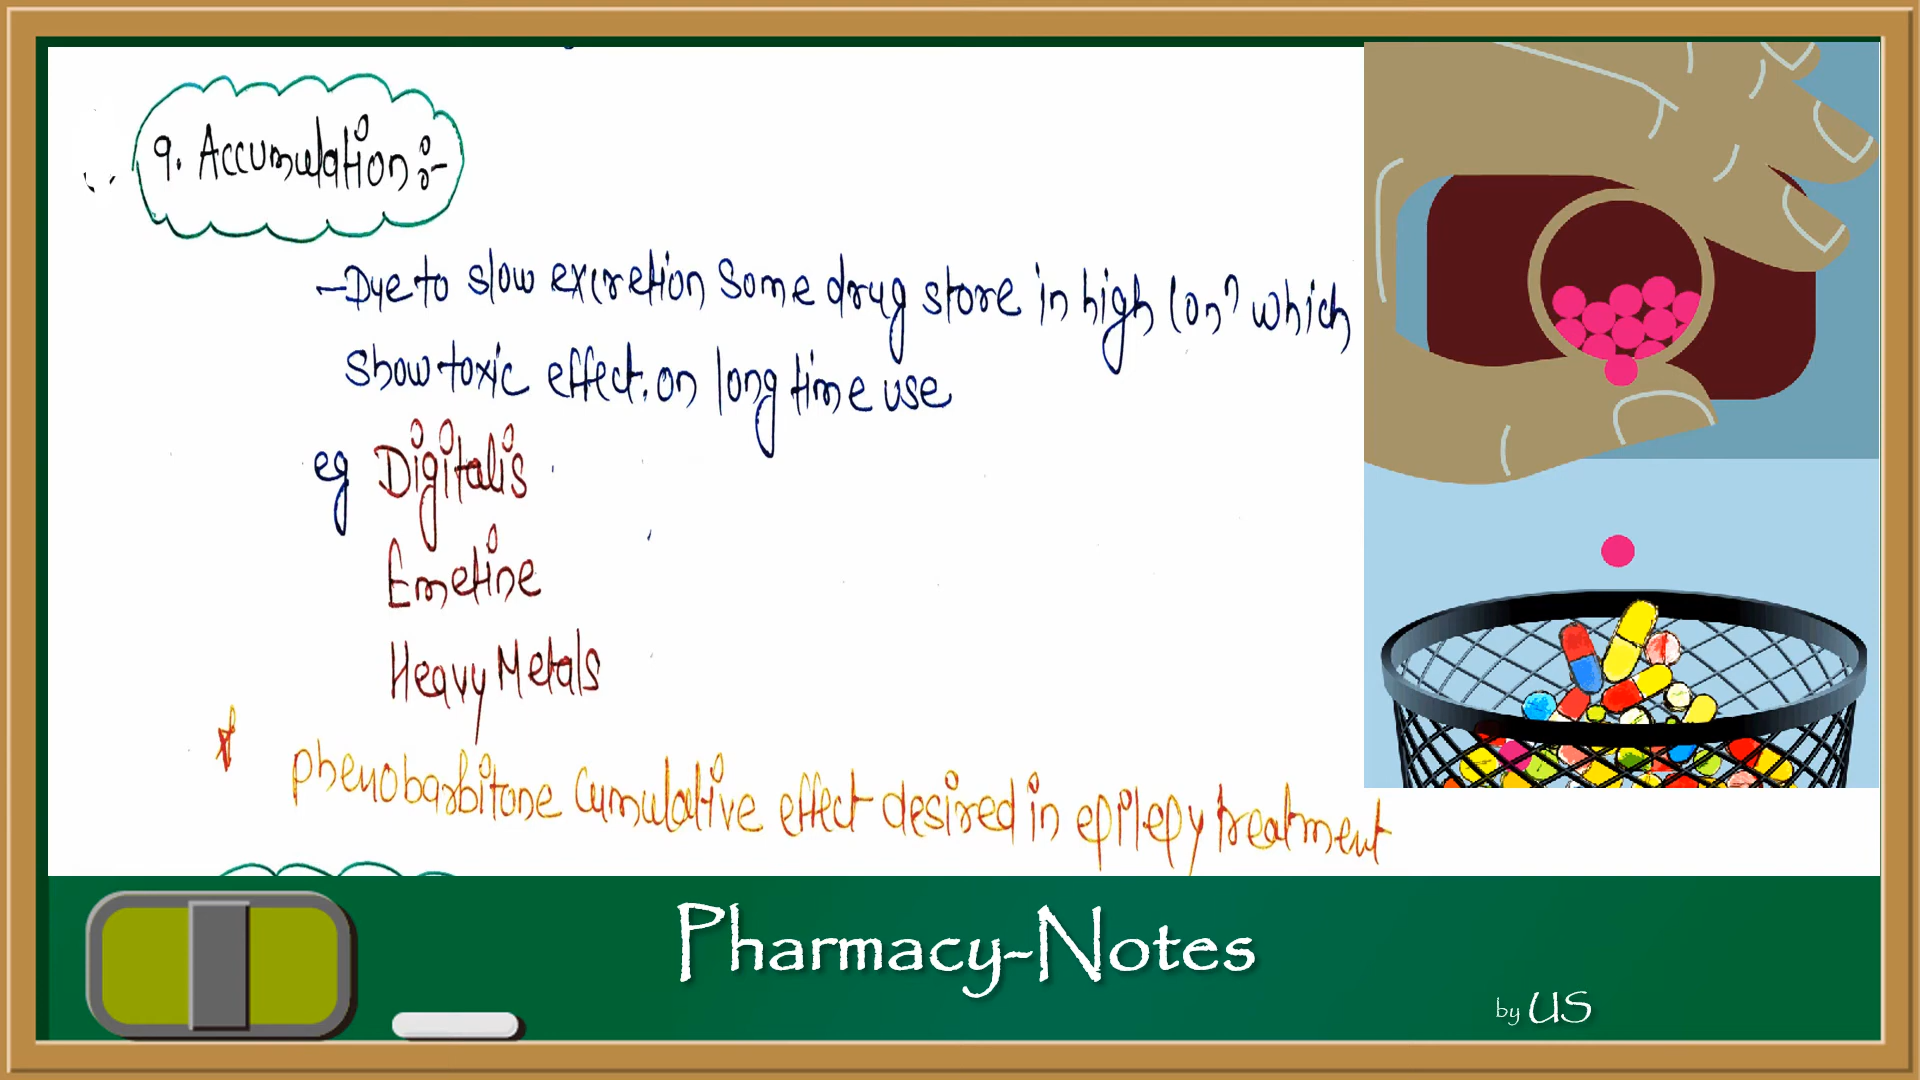 9. Accumulation :-
- Due to slow excretion Some drug store in high Conⁿ which
Show toxic effect. on long time use
eg Digitalis
Emetine
Heavy Metals
* Phenobarbitone Cumulative effect desired in epilepy treatment
Pharmacy-Notes
by US